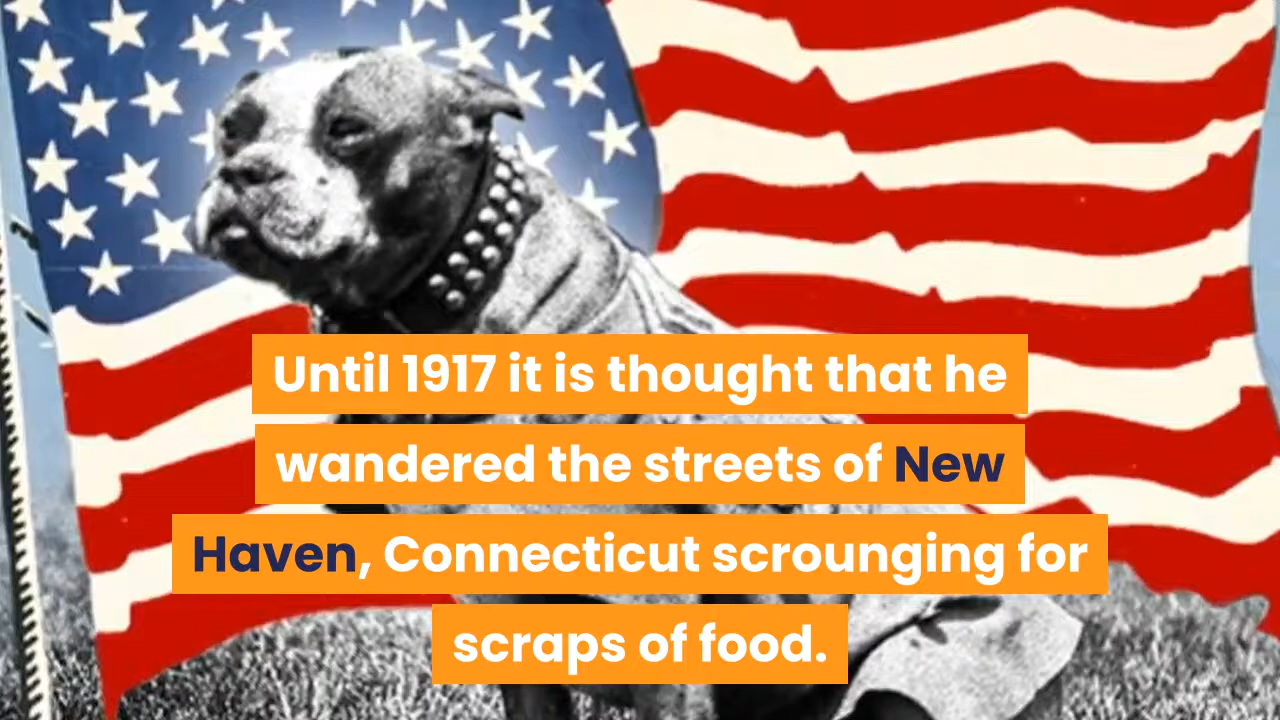 Until 1917 it is thought that he
wandered the streets of New
Haven, Connecticut scrounging for
scraps of food.